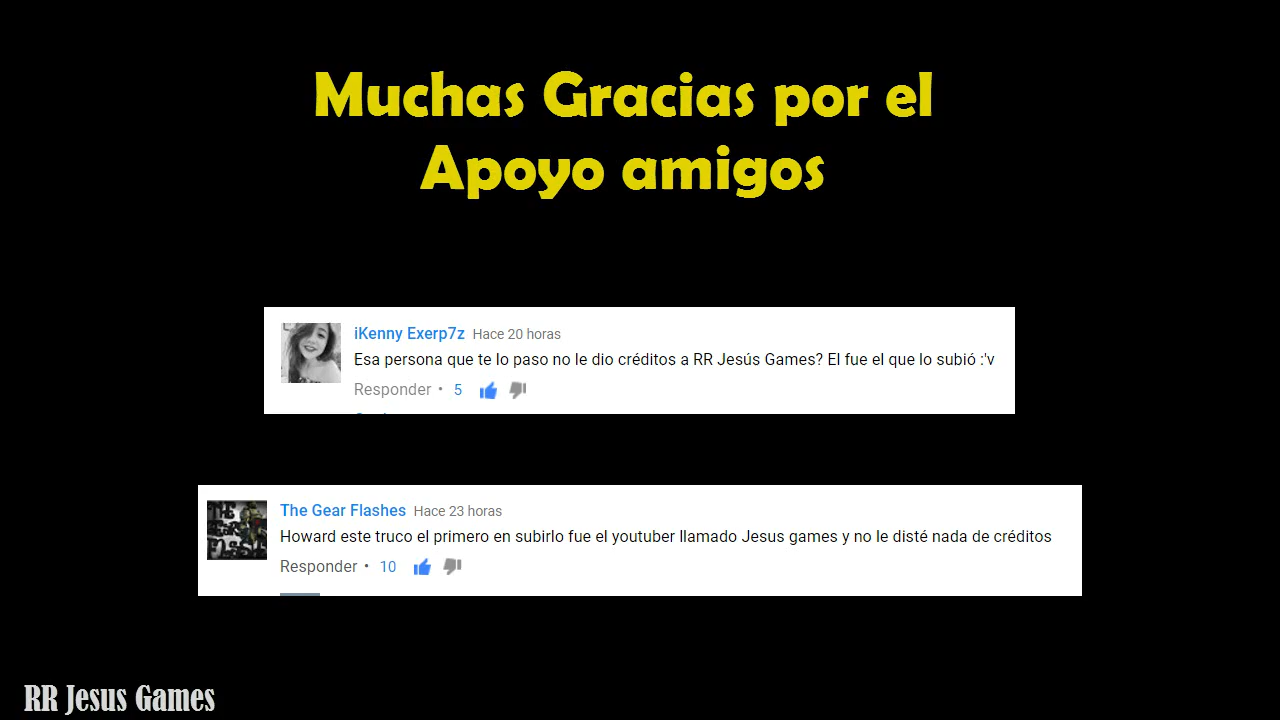 Muchas Gracias por el
Apoyo amigos
iKenny Exerp7z Hace 20 horas
Esa persona que te lo paso no le dio créditos a RR Jesús Games? El fue el que lo subió :'v
Responder • 5
The Gear Flashes Hace 23 horas
Howard este truco el primero en subirlo fue el youtuber llamado Jesus games y no le disté nada de créditos
Responder • 10
RR Jesus Games